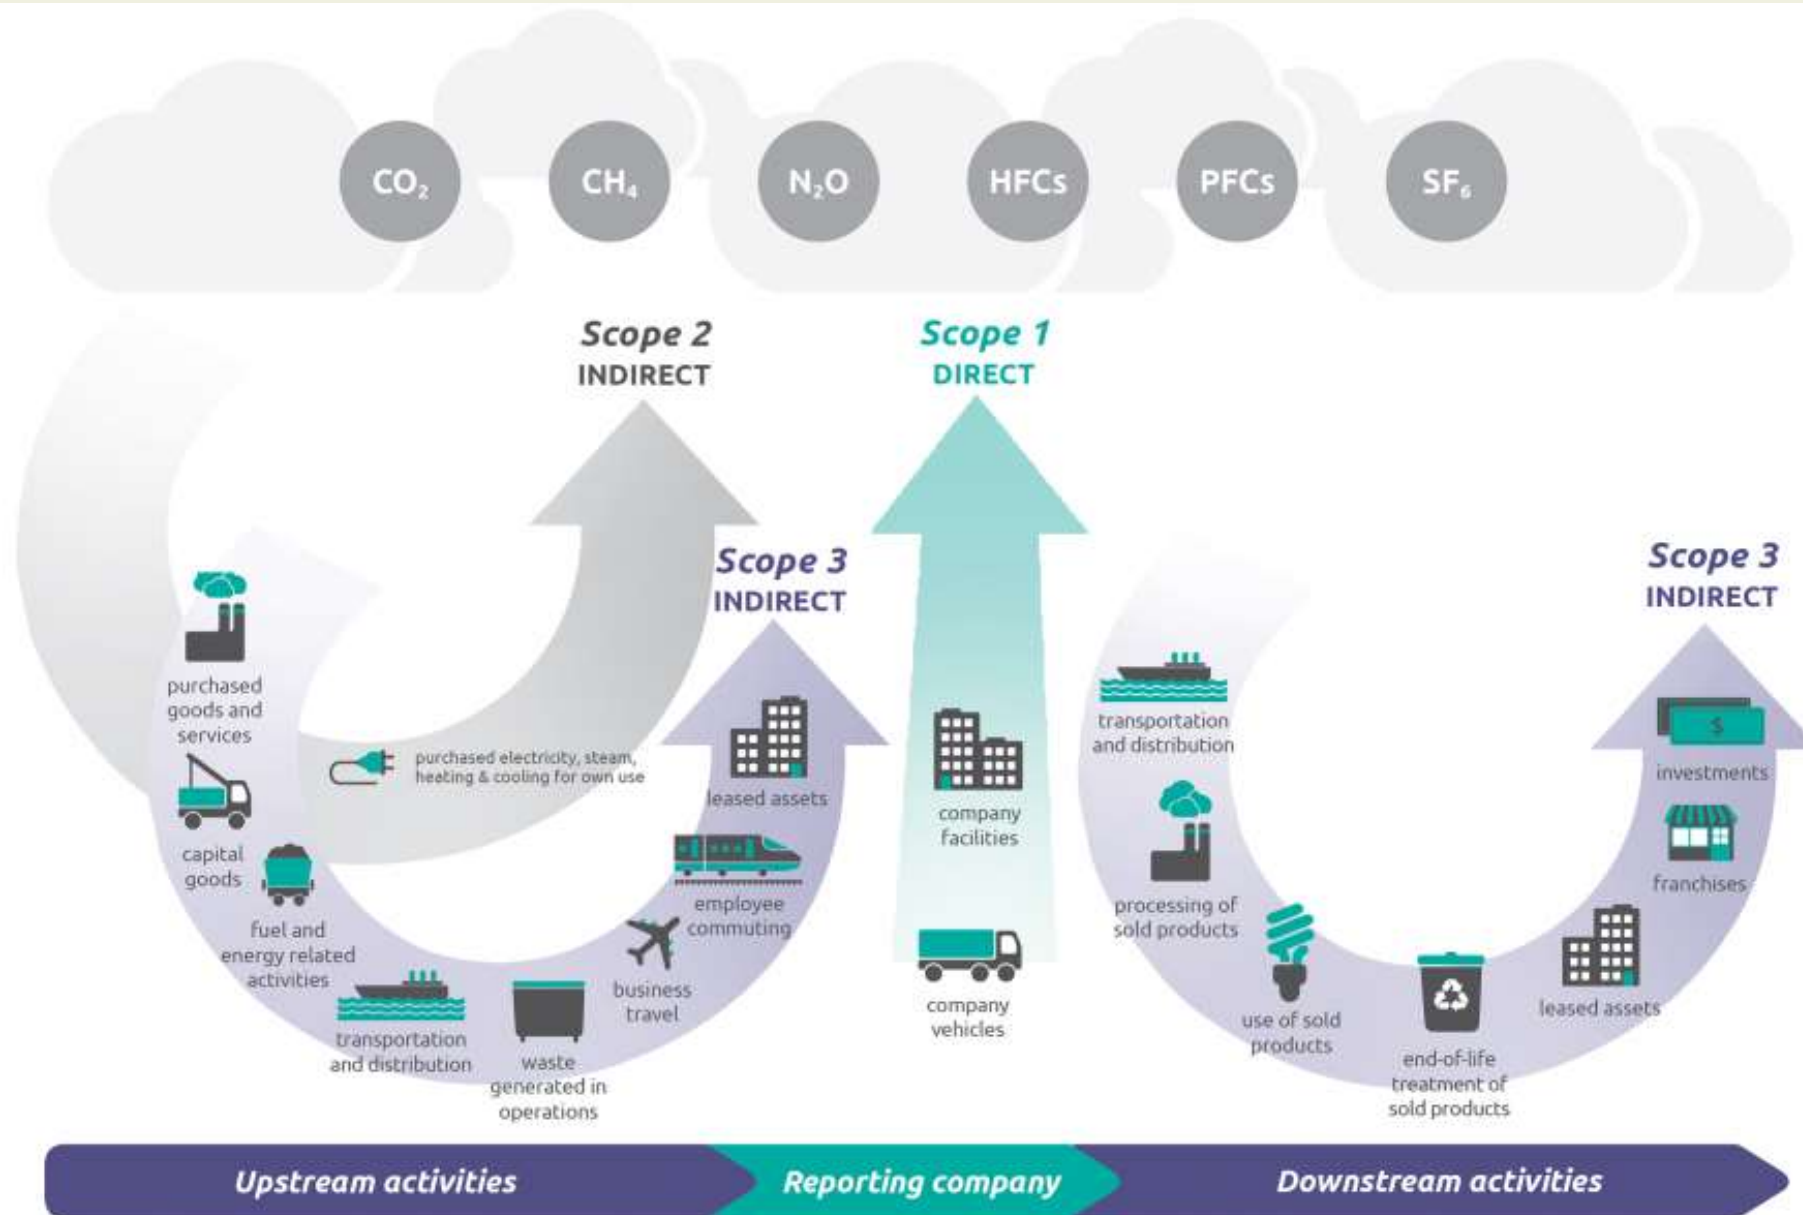 CO₂
CH₄
N₂O
HFCs
PFCs
SF₆
Scope 2
INDIRECT
Scope 1
DIRECT
Scope 3
INDIRECT
Scope 3
INDIRECT
purchased
goods and
services
capital
goods
fuel and
energy related
activities
transportation
and distribution
waste
generated in
operations
business
travel
employee
commuting
leased assets
purchased electricity, steam,
heating & cooling for own use
company
facilities
company
vehicles
transportation
and distribution
processing of
sold products
use of sold
products
end-of-life
treatment of
sold products
leased assets
franchises
investments
$
Upstream activities
Reporting company
Downstream activities